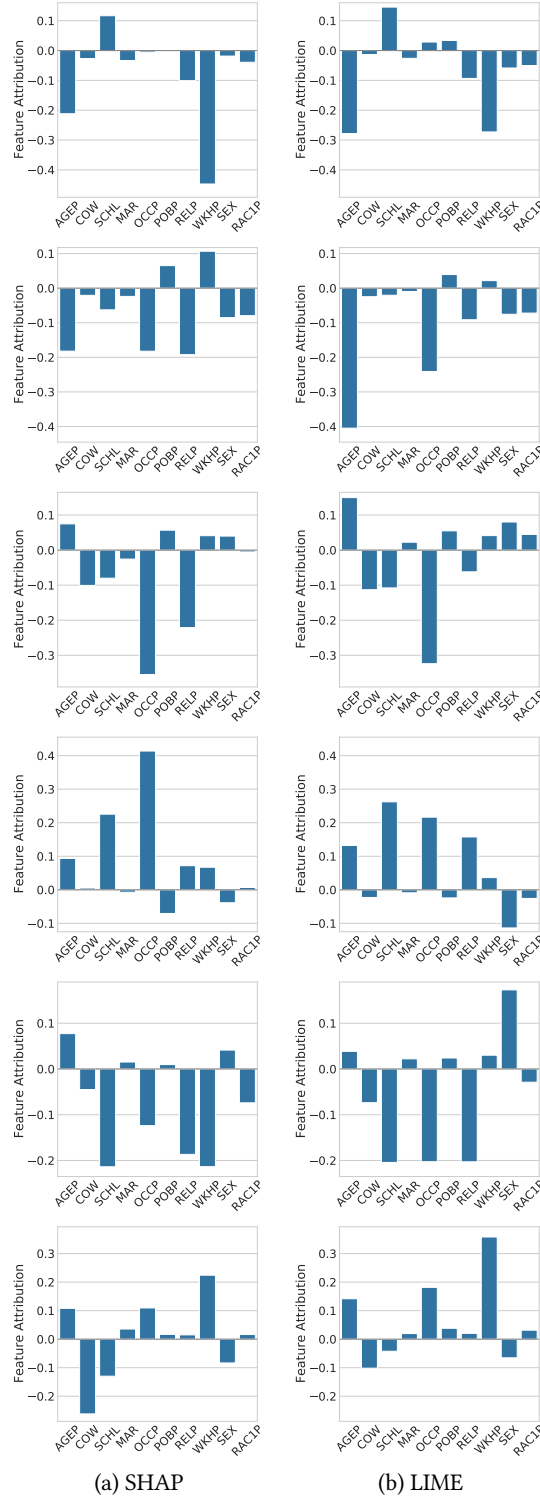 Feature Attribution
0.1
0.0
−0.1
−0.2
−0.3
−0.4
AGEP COW SCHL MAR OCCP POBP RELP WKHP SEX RAC1P
Feature Attribution
0.1
0.0
−0.1
−0.2
−0.3
−0.4
AGEP COW SCHL MAR OCCP POBP RELP WKHP SEX RAC1P
Feature Attribution
0.1
0.0
−0.1
−0.2
−0.3
−0.4
AGEP COW SCHL MAR OCCP POBP RELP WKHP SEX RAC1P
Feature Attribution
0.1
0.0
−0.1
−0.2
−0.3
−0.4
AGEP COW SCHL MAR OCCP POBP RELP WKHP SEX RAC1P
Feature Attribution
0.1
0.0
−0.1
−0.2
−0.3
AGEP COW SCHL MAR OCCP POBP RELP WKHP SEX RAC1P
Feature Attribution
0.1
0.0
−0.1
−0.2
−0.3
AGEP COW SCHL MAR OCCP POBP RELP WKHP SEX RAC1P
Feature Attribution
0.4
0.3
0.2
0.1
0.0
−0.1
AGEP COW SCHL MAR OCCP POBP RELP WKHP SEX RAC1P
Feature Attribution
0.4
0.3
0.2
0.1
0.0
−0.1
AGEP COW SCHL MAR OCCP POBP RELP WKHP SEX RAC1P
Feature Attribution
0.1
0.0
−0.1
−0.2
AGEP COW SCHL MAR OCCP POBP RELP WKHP SEX RAC1P
Feature Attribution
0.1
0.0
−0.1
−0.2
AGEP COW SCHL MAR OCCP POBP RELP WKHP SEX RAC1P
Feature Attribution
0.3
0.2
0.1
0.0
−0.1
−0.2
AGEP COW SCHL MAR OCCP POBP RELP WKHP SEX RAC1P
Feature Attribution
0.3
0.2
0.1
0.0
−0.1
−0.2
AGEP COW SCHL MAR OCCP POBP RELP WKHP SEX RAC1P
(a) SHAP
(b) LIME